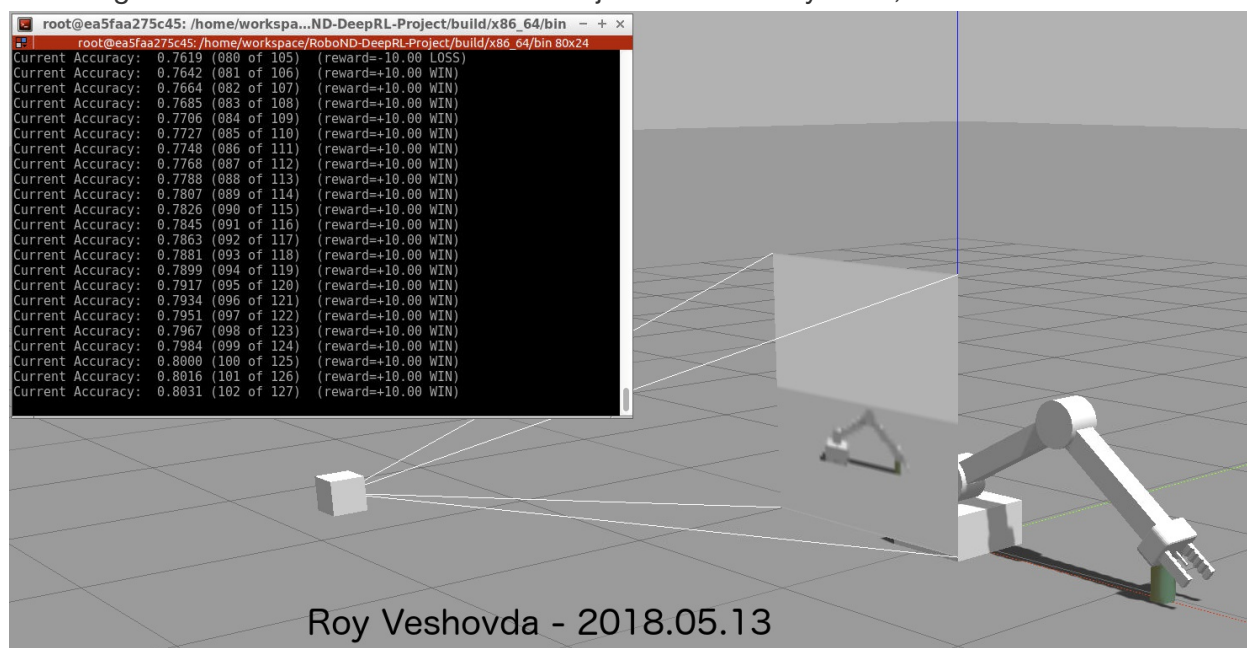 root@ea5faa275c45: /home/workspa...ND-DeepRL-Project/build/x86_64/bin
root@ea5faa275c45: /home/workspace/RoboND-DeepRL-Project/build/x86_64/bin 80x24
Current Accuracy:  0.7619 (080 of 105)  (reward=-10.00 LOSS)
Current Accuracy:  0.7642 (081 of 106)  (reward=+10.00 WIN)
Current Accuracy:  0.7664 (082 of 107)  (reward=+10.00 WIN)
Current Accuracy:  0.7685 (083 of 108)  (reward=+10.00 WIN)
Current Accuracy:  0.7706 (084 of 109)  (reward=+10.00 WIN)
Current Accuracy:  0.7727 (085 of 110)  (reward=+10.00 WIN)
Current Accuracy:  0.7748 (086 of 111)  (reward=+10.00 WIN)
Current Accuracy:  0.7768 (087 of 112)  (reward=+10.00 WIN)
Current Accuracy:  0.7788 (088 of 113)  (reward=+10.00 WIN)
Current Accuracy:  0.7807 (089 of 114)  (reward=+10.00 WIN)
Current Accuracy:  0.7826 (090 of 115)  (reward=+10.00 WIN)
Current Accuracy:  0.7845 (091 of 116)  (reward=+10.00 WIN)
Current Accuracy:  0.7863 (092 of 117)  (reward=+10.00 WIN)
Current Accuracy:  0.7881 (093 of 118)  (reward=+10.00 WIN)
Current Accuracy:  0.7899 (094 of 119)  (reward=+10.00 WIN)
Current Accuracy:  0.7917 (095 of 120)  (reward=+10.00 WIN)
Current Accuracy:  0.7934 (096 of 121)  (reward=+10.00 WIN)
Current Accuracy:  0.7951 (097 of 122)  (reward=+10.00 WIN)
Current Accuracy:  0.7967 (098 of 123)  (reward=+10.00 WIN)
Current Accuracy:  0.7984 (099 of 124)  (reward=+10.00 WIN)
Current Accuracy:  0.8000 (100 of 125)  (reward=+10.00 WIN)
Current Accuracy:  0.8016 (101 of 126)  (reward=+10.00 WIN)
Current Accuracy:  0.8031 (102 of 127)  (reward=+10.00 WIN)
Roy Veshovda - 2018.05.13